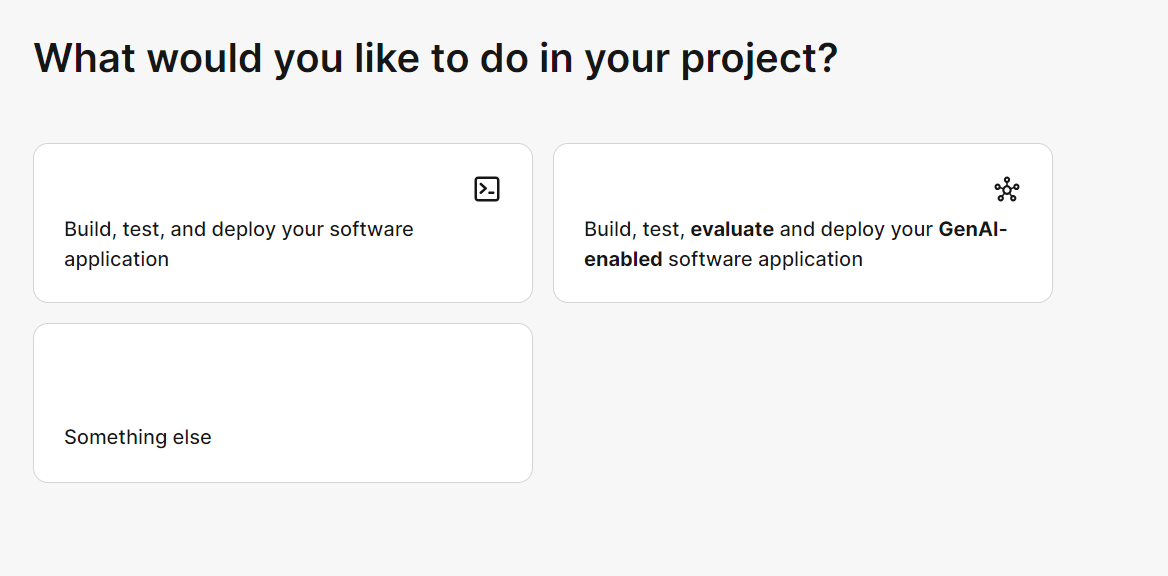 What would you like to do in your project?
Build, test, and deploy your software
application
Build, test, evaluate and deploy your GenAI-
enabled software application
Something else